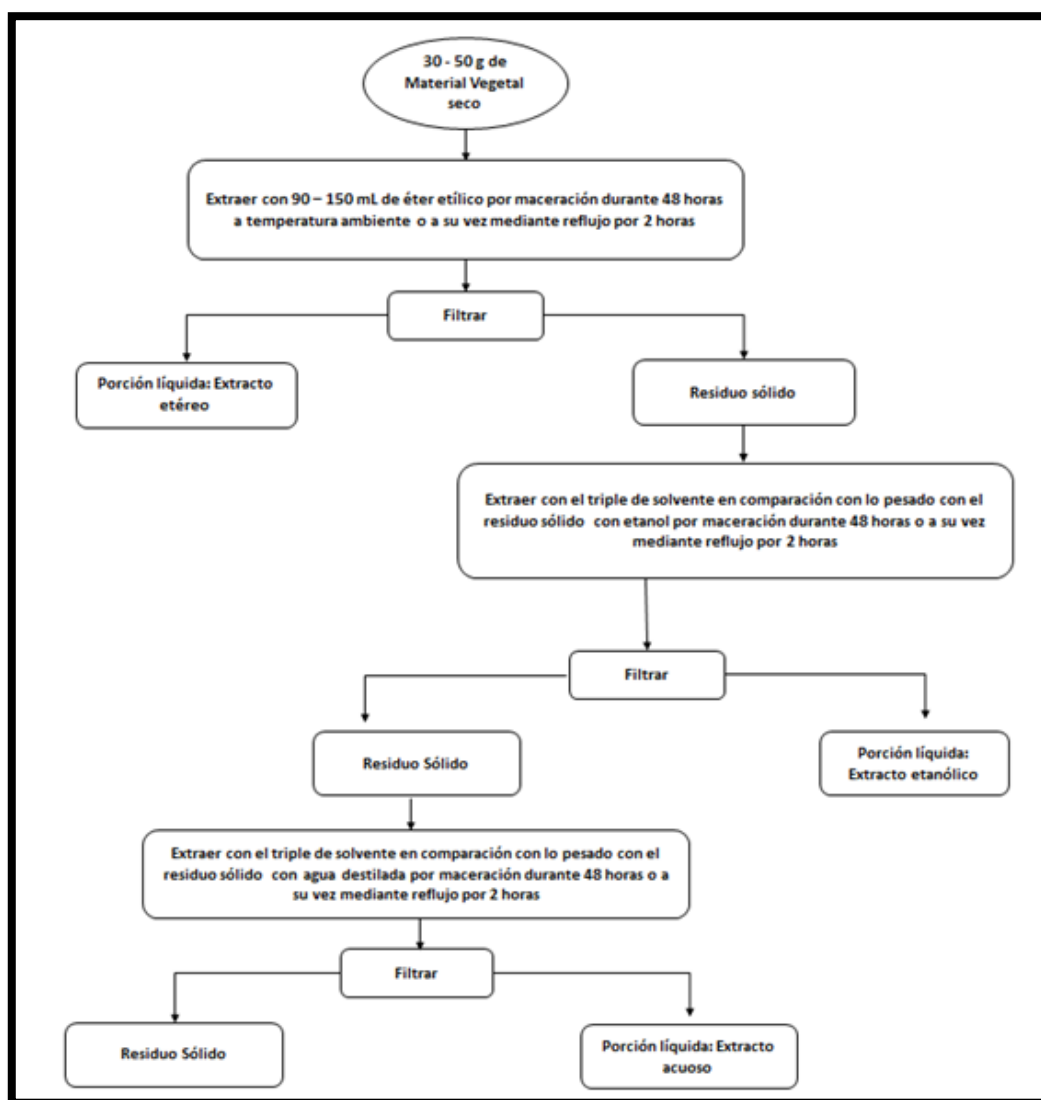 30 - 50 g de
Material Vegetal
seco
Extraer con 90 – 150 mL de éter etílico por maceración durante 48 horas
a temperatura ambiente o a su vez mediante reflujo por 2 horas
Filtrar
Porción líquida: Extracto
etéreo
Residuo sólido
Extraer con el triple de solvente en comparación con lo pesado con el
residuo sólido con etanol por maceración durante 48 horas o a su vez
mediante reflujo por 2 horas
Filtrar
Residuo Sólido
Porción líquida:
Extracto etanólico
Extraer con el triple de solvente en comparación con lo pesado con el
residuo sólido con agua destilada por maceración durante 48 horas o a
su vez mediante reflujo por 2 horas
Filtrar
Residuo Sólido
Porción líquida: Extracto
acuoso